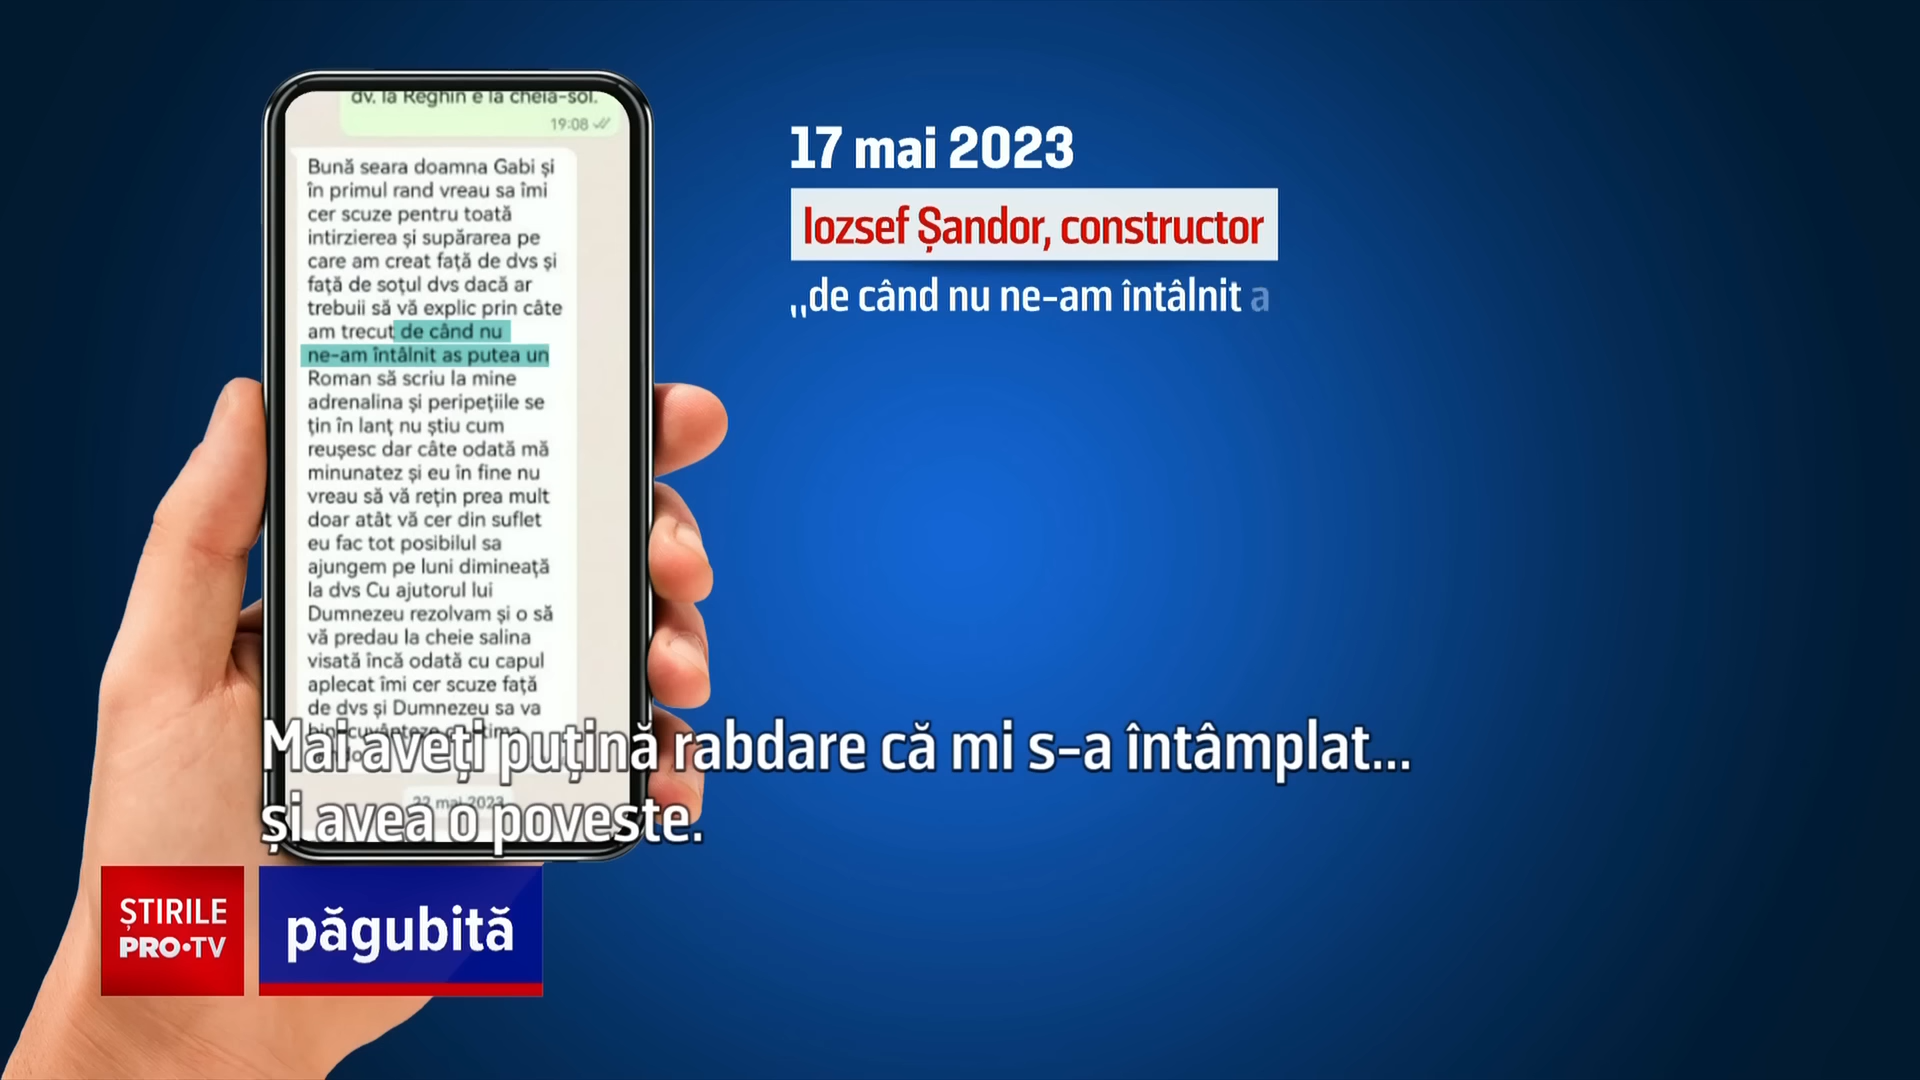 dv. la Reghin e la cheia-sol.
19:08
Bună seara doamna Gabi și
în primul rand vreau sa îmi
cer scuze pentru toată
intirzierea și supărarea pe
care am creat față de dvs și
față de soțul dvs dacă ar
trebuii să vă explic prin câte
am trecut de când nu
ne-am întâlnit as putea un
Roman să scriu la mine
adrenalina și peripețiile se
țin în lanț nu știu cum
reușesc dar câte odată mă
minunatez și eu în fine nu
vreau să vă rețin prea mult
doar atât vă cer din suflet
eu fac tot posibilul sa
ajungem pe luni dimineață
la dvs Cu ajutorul lui
Dumnezeu rezolvam și o să
vă predau la cheie salina
visată încă odată cu capul
aplecat îmi cer scuze față
de dvs și Dumnezeu sa va
22 mai 2023
17 mai 2023
Iozsef Șandor, constructor
,,de când nu ne-am întâlnit a
Mai aveți puțină rabdare că mi s-a întâmplat...
și avea o poveste.
ȘTIRILE
PRO•TV
păgubită